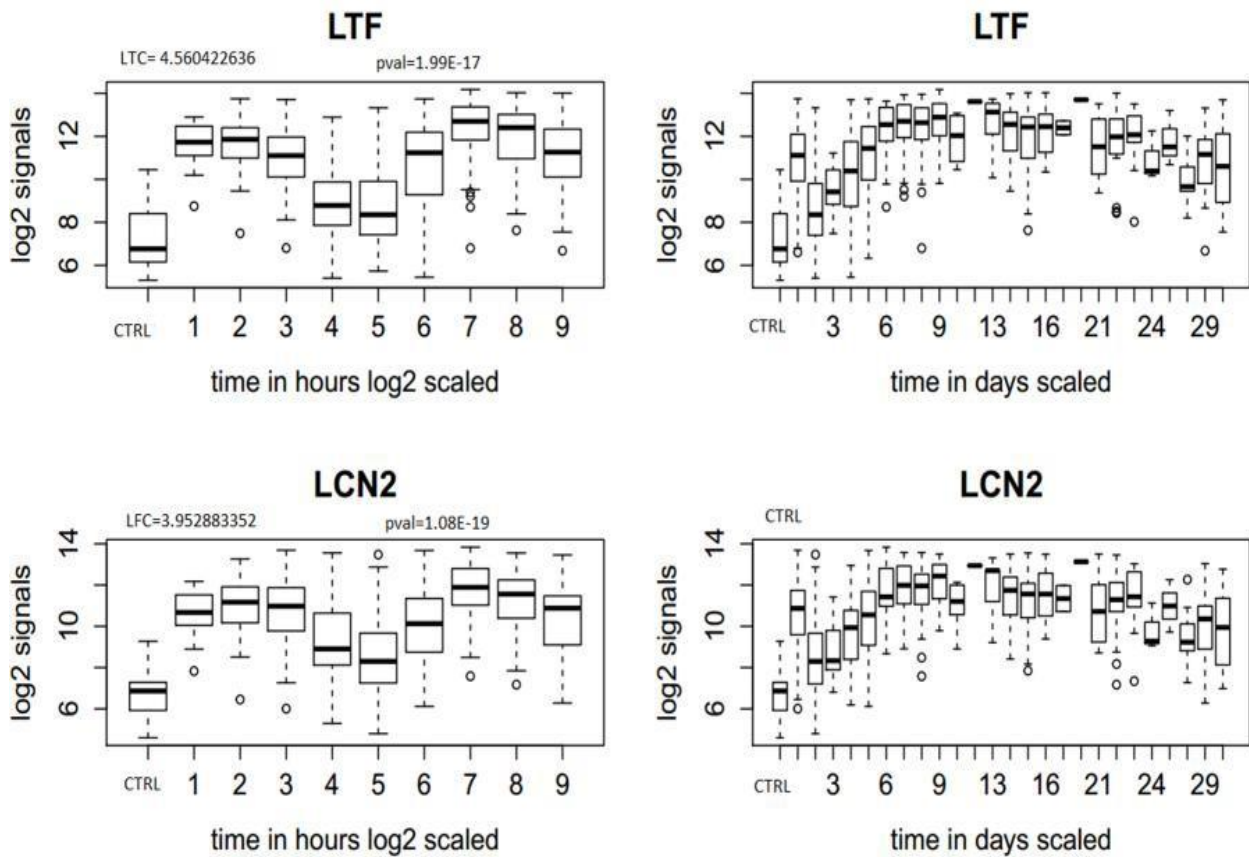 LTF
LTC= 4.560422636 pval=1.99E-17
log2 signals
12
8
6
CTRL 1 2 3 4 5 6 7 8 9
time in hours log2 scaled
LTF
log2 signals
12
8
6
3 6 9 13 16 21 24 29
time in days scaled
LCN2
LFC=3.952883352 pval=1.08E-19
log2 signals
14
10
6
CTRL 1 2 3 4 5 6 7 8 9
time in hours log2 scaled
LCN2
CTRL
log2 signals
14
10
6
CTRL 3 6 9 13 16 21 24 29
time in days scaled